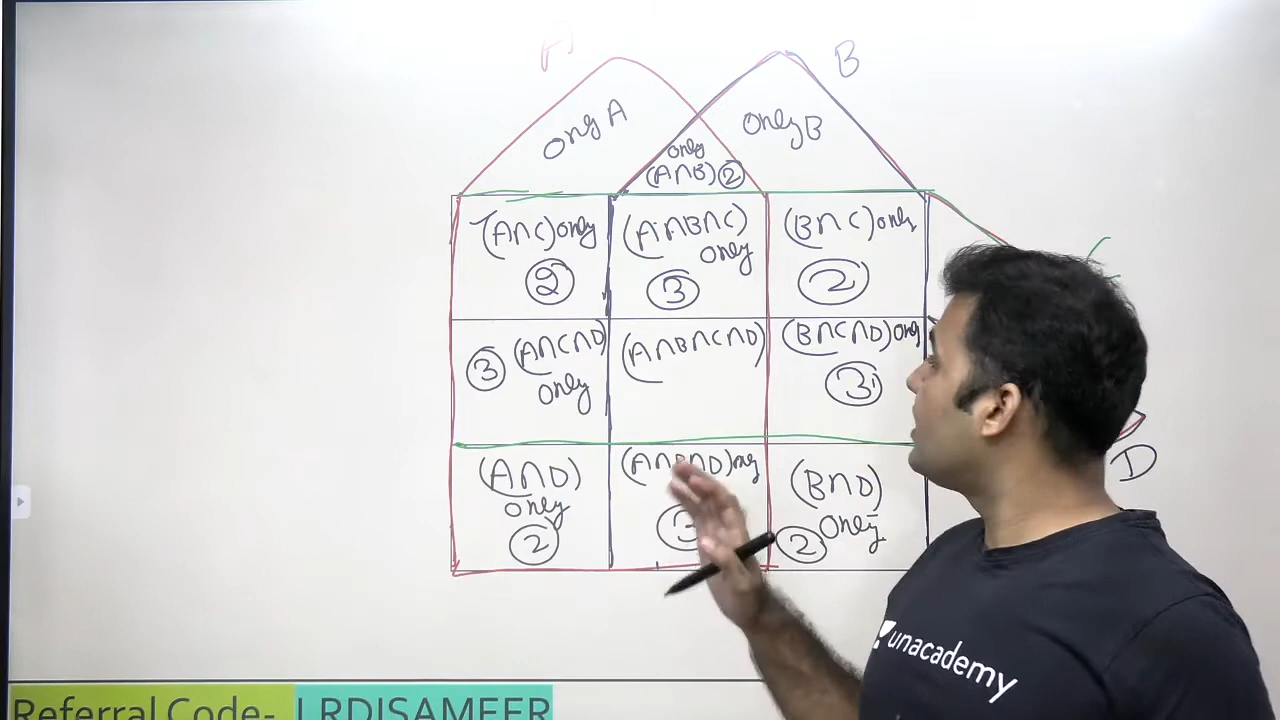 A
B
only A
only B
only
(A∩B) 2
(A∩C) only
2
(A∩B∩C)
only
3
(B∩C) only
2
3 (A∩C∩D)
only
(A∩B∩C∩D)
(B∩C∩D) only
3
(A∩D)
only
2
(A∩B∩D) only
3
(B∩D)
only
2
D
unacademy
Referral Code- LRDISAMEER